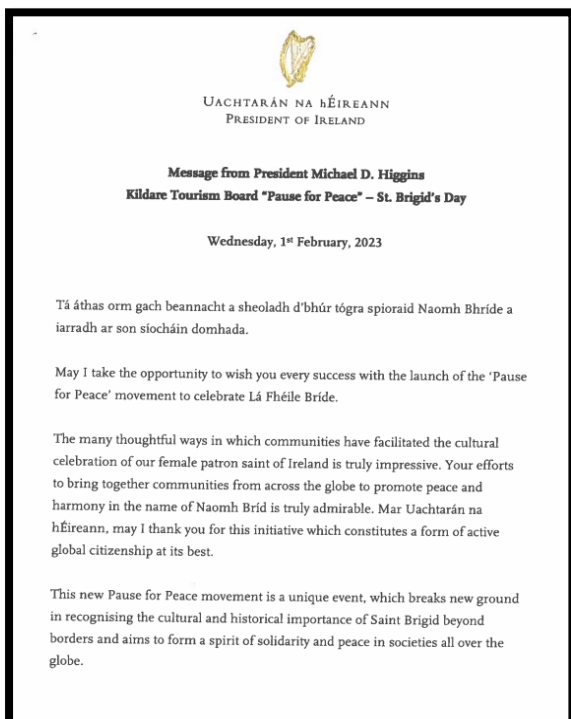 UACHTARÁN NA hÉIREANN
PRESIDENT OF IRELAND
Message from President Michael D. Higgins
Kildare Tourism Board "Pause for Peace" – St. Brigid's Day
Wednesday, 1st February, 2023
Tá áthas orm gach beannacht a sheoladh d'bhúr tógra spioraid Naomh Bhríde a
iarradh ar son síocháin domhada.
May I take the opportunity to wish you every success with the launch of the 'Pause
for Peace' movement to celebrate Lá Fhéile Bríde.
The many thoughtful ways in which communities have facilitated the cultural
celebration of our female patron saint of Ireland is truly impressive. Your efforts
to bring together communities from across the globe to promote peace and
harmony in the name of Naomh Bríd is truly admirable. Mar Uachtarán na
hÉireann, may I thank you for this initiative which constitutes a form of active
global citizenship at its best.
This new Pause for Peace movement is a unique event, which breaks new ground
in recognising the cultural and historical importance of Saint Brigid beyond
borders and aims to form a spirit of solidarity and peace in societies all over the
globe.